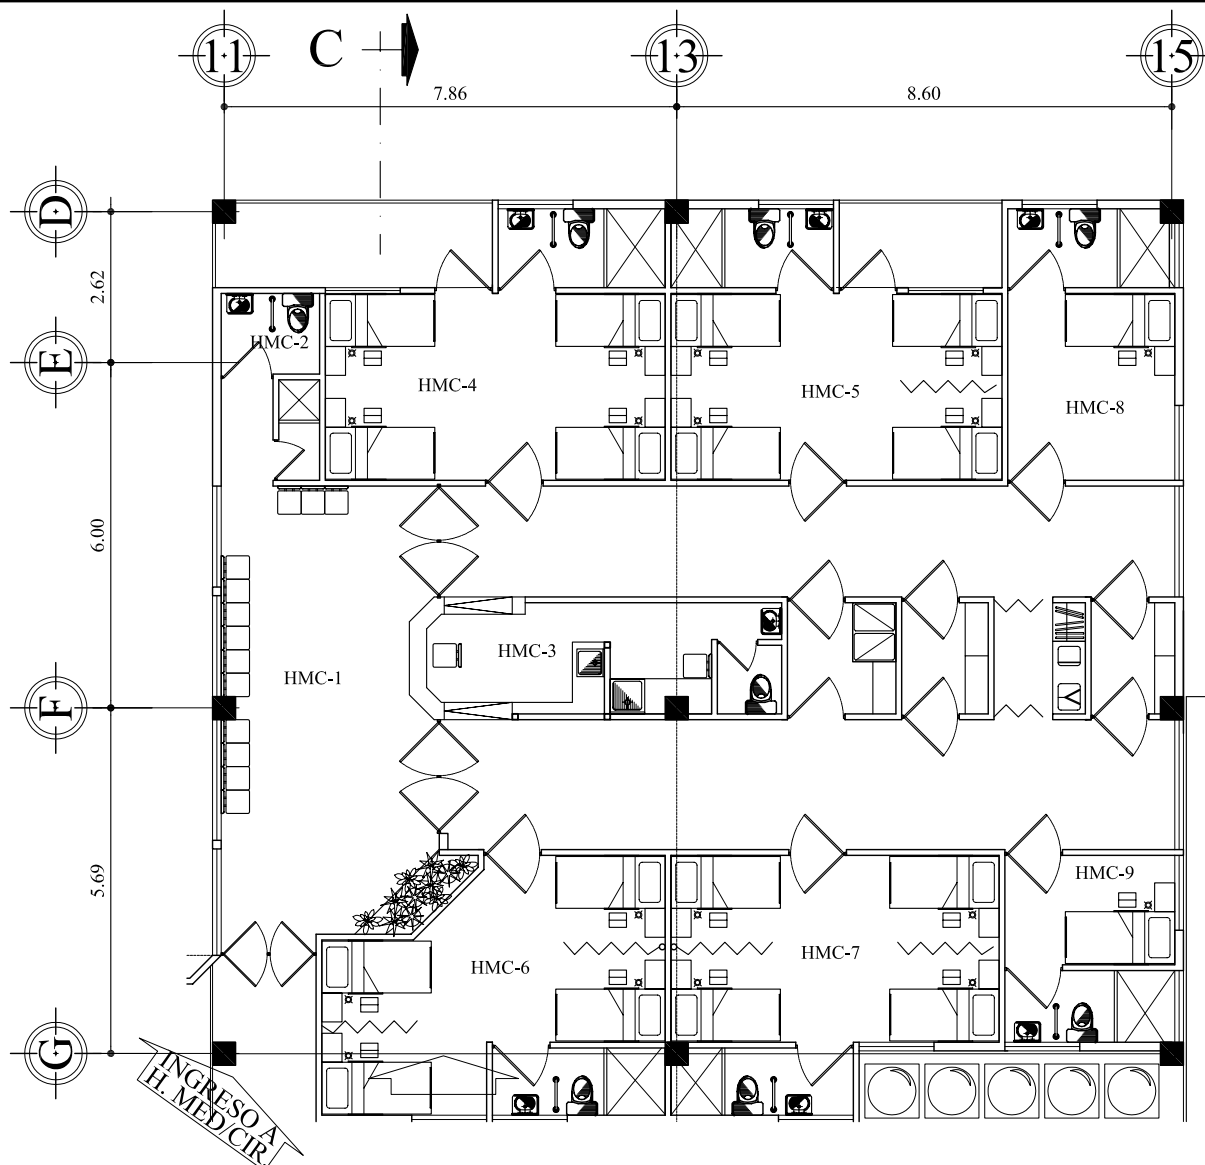 11
C
13
15
7.86
8.60
D
2.62
E
HMC-2
HMC-4
HMC-5
HMC-8
6.00
HMC-3
HMC-1
F
5.69
HMC-9
HMC-6
HMC-7
G
INGRESO A
H. MED/CIR.